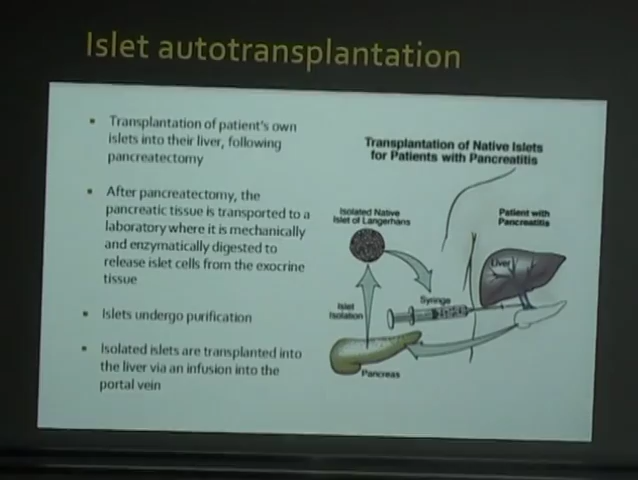 Islet autotransplantation
Transplantation of patient's own
islets into their liver, following
pancreatectomy
After pancreatectomy, the
pancreatic tissue is transported to a
laboratory where it is mechanically
and enzymatically digested to
release islet cells from the exocrine
tissue
Islets undergo purification
Isolated islets are transplanted into
the liver via an infusion into the
portal vein
Transplantation of Native Islets
for Patients with Pancreatitis
Isolated Native
Islet of Langerhans
Patient with
Pancreatitis
Liver
Syringe
Islet
Isolation
Pancreas